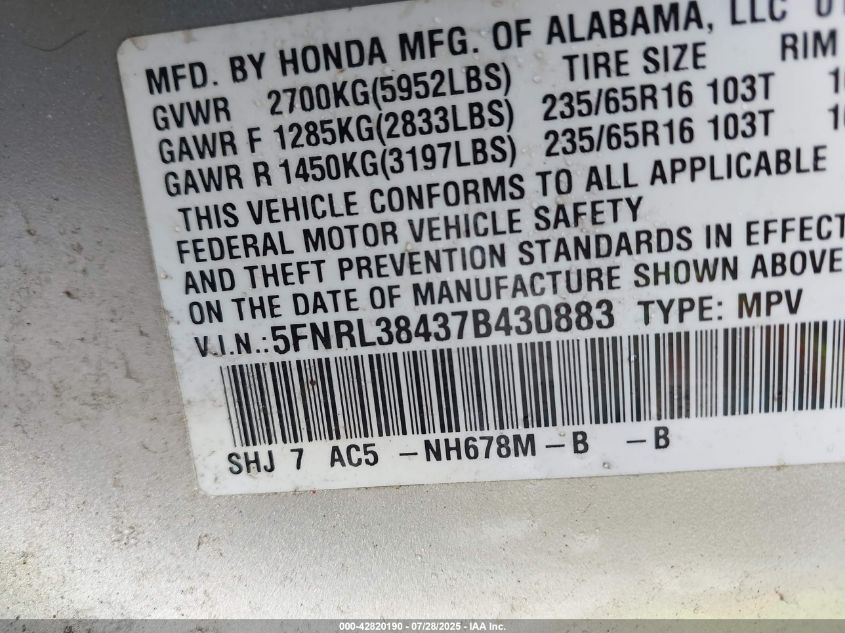 MFD. BY HONDA MFG. OF ALABAMA, LLC
TIRE SIZE RIM
GVWR 2700KG(5952LBS)
GAWR F 1285KG(2833LBS) 235/65R16 103T
GAWR R 1450KG(3197LBS) 235/65R16 103T
THIS VEHICLE CONFORMS TO ALL APPLICABLE
FEDERAL MOTOR VEHICLE SAFETY
AND THEFT PREVENTION STANDARDS IN EFFECT
ON THE DATE OF MANUFACTURE SHOWN ABOVE
V.I.N.:5FNRL38437B430883 TYPE: MPV
SHJ 7 AC5 -NH678M-B -B
000-42820190 - 07/28/2025 - IAA Inc.